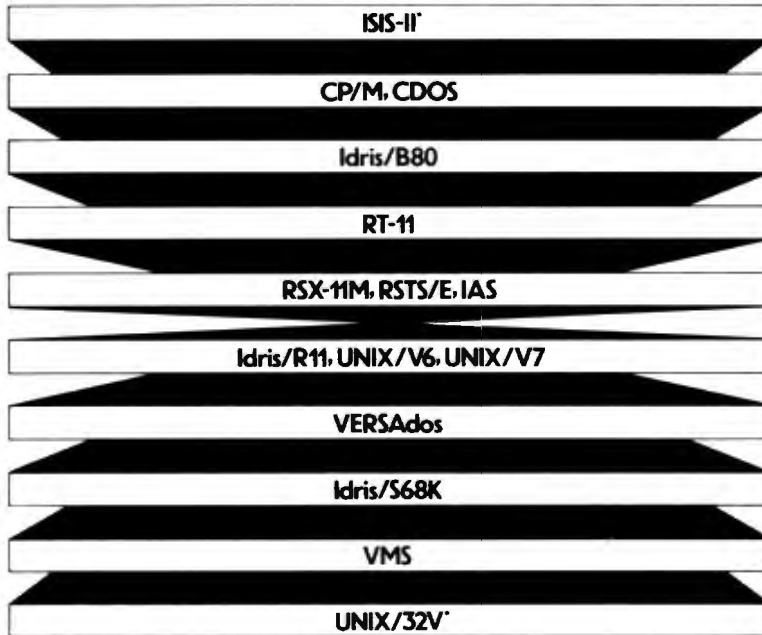 ISIS-II*
CP/M, CDOS
Idris/B80
RT-11
RSX-11M, RSTS/E, IAS
Idris/R11, UNIX/V6, UNIX/V7
VERSAdos
Idris/S68K
VMS
UNIX/32V*